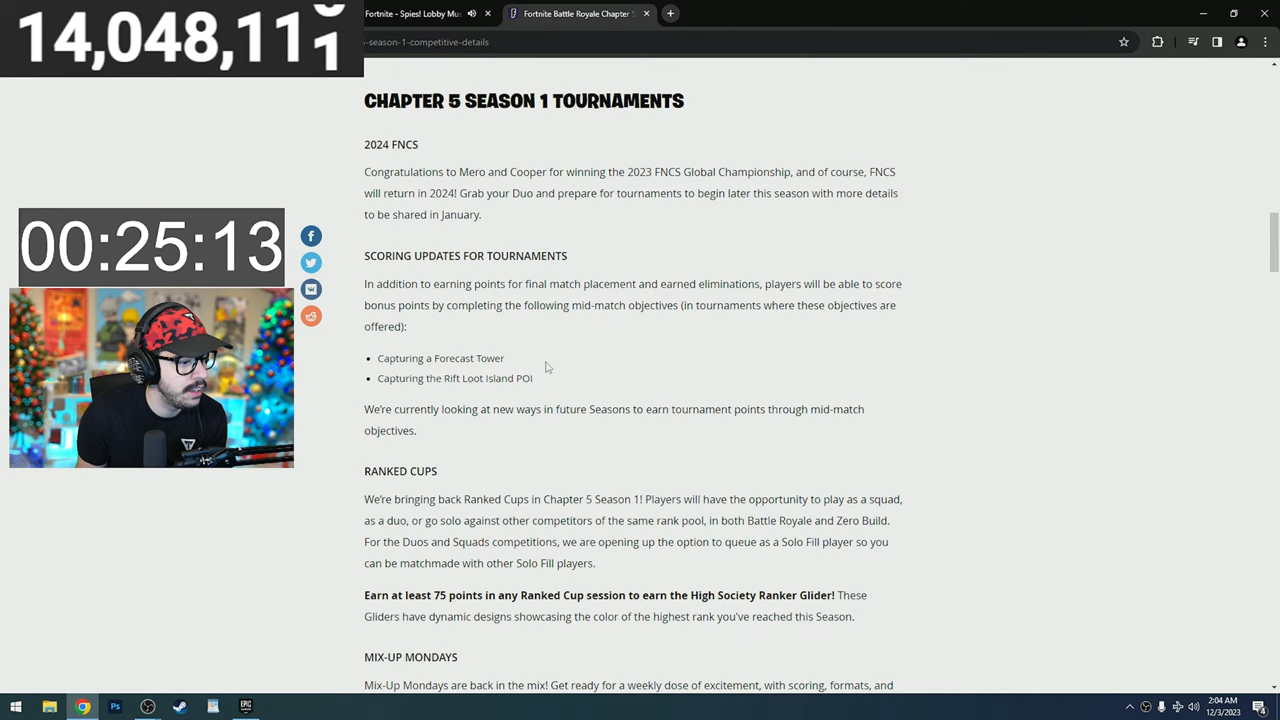 14,048,111
Fortnite - Spies! Lobby Mus
Fortnite Battle Royale Chapter 5
-season-1-competitive-details
CHAPTER 5 SEASON 1 TOURNAMENTS
2024 FNCS
Congratulations to Mero and Cooper for winning the 2023 FNCS Global Championship, and of course, FNCS
will return in 2024! Grab your Duo and prepare for tournaments to begin later this season with more details
to be shared in January.
00:25:13
SCORING UPDATES FOR TOURNAMENTS
In addition to earning points for final match placement and earned eliminations, players will be able to score
bonus points by completing the following mid-match objectives (in tournaments where these objectives are
offered):
• Capturing a Forecast Tower
• Capturing the Rift Loot Island POI
We're currently looking at new ways in future Seasons to earn tournament points through mid-match
objectives.
RANKED CUPS
We're bringing back Ranked Cups in Chapter 5 Season 1! Players will have the opportunity to play as a squad,
as a duo, or go solo against other competitors of the same rank pool, in both Battle Royale and Zero Build.
For the Duos and Squads competitions, we are opening up the option to queue as a Solo Fill player so you
can be matchmade with other Solo Fill players.
Earn at least 75 points in any Ranked Cup session to earn the High Society Ranker Glider! These
Gliders have dynamic designs showcasing the color of the highest rank you've reached this Season.
MIX-UP MONDAYS
Mix-Up Mondays are back in the mix! Get ready for a weekly dose of excitement, with scoring, formats, and
2:04 AM
12/3/2023